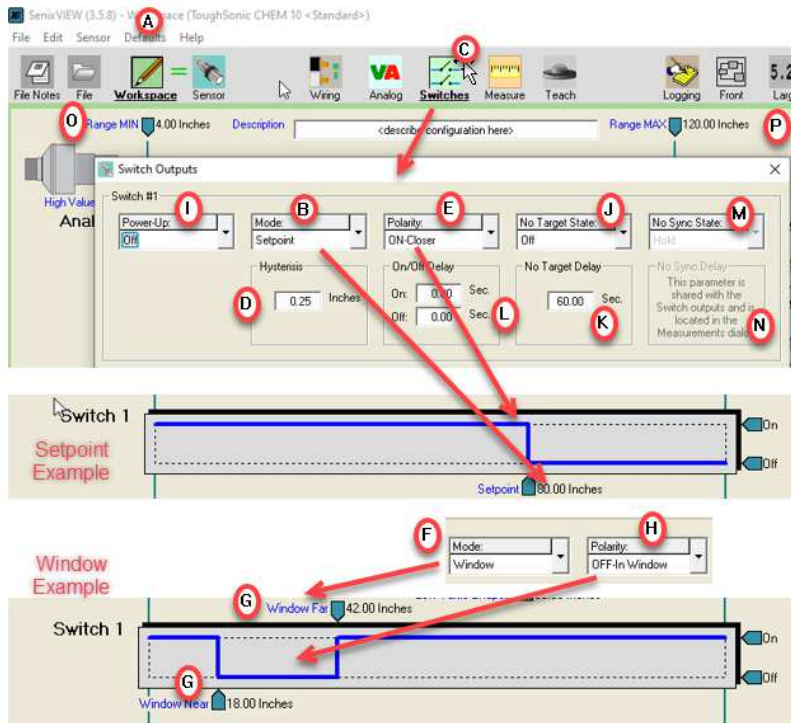 SenixVIEW (3.5.8) - Workspace (ToughSonic CHEM 10 <Standard>)
A
File Edit Sensor Defaults Help
C
File Notes File Workspace = Sensor Wiring VA Analog Switches Measure Teach Logging Front 5.2 Larg
O Range MIN 4.00 Inches Description <describe configuration here> Range MAX 120.00 Inches P
Switch Outputs
High Value
Anal
Switch #1
I B E J M
Power-Up: Mode: Polarity: No Target State: No Sync State:
Off Setpoint ON-Closer Off Hold
Hysterisis On/Off Delay No Target Delay No Sync Delay
D 0.25 Inches On: 0.00 Sec. 60.00 Sec. This parameter is shared with the Switch outputs and is located in the Measurements dialog
Off: 0.00 Sec. L K N
Switch 1
On
Setpoint
Example
Off
Setpoint 80.00 Inches
F H
Mode: Polarity:
Window OFF-In Window
Window
Example
G Window Far 42.00 Inches
Switch 1
On
G
Off
Window Near 18.00 Inches